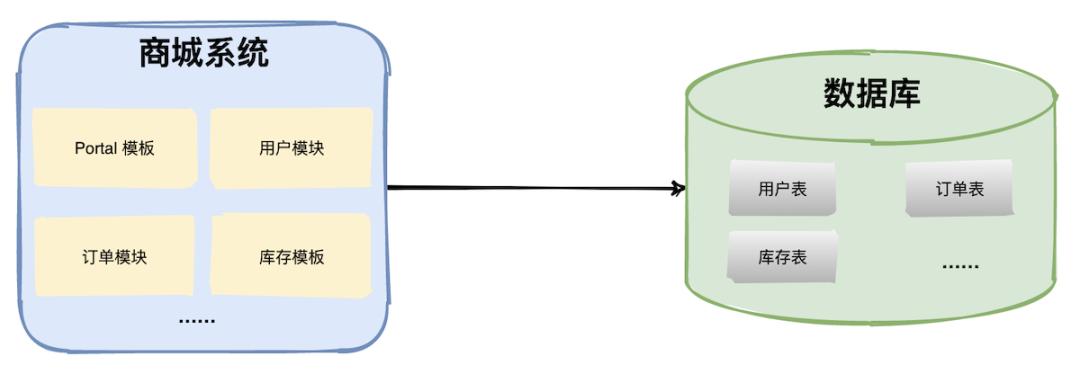 商城系统
Portal 模板
用户模块
订单模块
库存模板
......
数据库
用户表
订单表
库存表
......